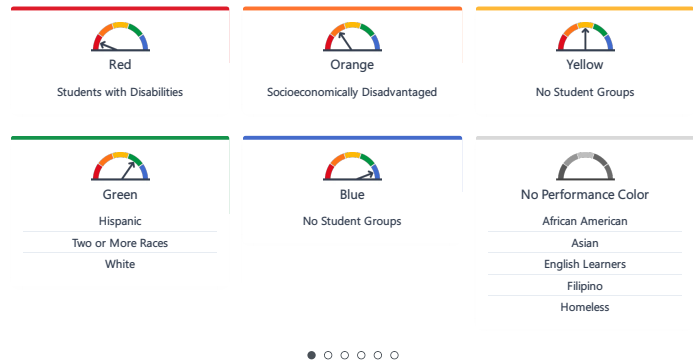 Red
Students with Disabilities
Orange
Socioeconomically Disadvantaged
Yellow
No Student Groups
Green
Hispanic
Two or More Races
White
Blue
No Student Groups
No Performance Color
African American
Asian
English Learners
Filipino
Homeless